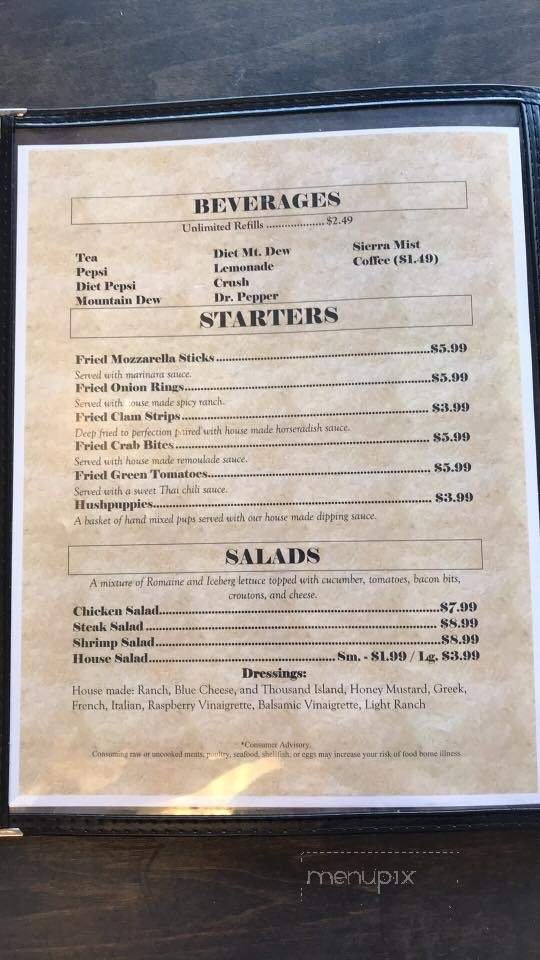 BEVERAGES
Unlimited Refills ................... $2.49
Tea
Pepsi
Diet Pepsi
Mountain Dew
Diet Mt. Dew
Lemonade
Crush
Dr. Pepper
Sierra Mist
Coffee ($1.49)
STARTERS
Fried Mozzarella Sticks...........$5.99
Served with marinara sauce.
Fried Onion Rings...........$5.99
Served with ouse made spicy ranch.
Fried Clam Strips........... $3.99
Deep fried to perfection paired with house made horseradish sauce.
Fried Crab Bites........... $5.99
Served with house made remoulade sauce.
Fried Green Tomatoes........... $5.99
Served with a sweet Thai chili sauce.
Hushpuppies........... $3.99
A basket of hand mixed pups served with our house made dipping sauce.
SALADS
A mixture of Romaine and Iceberg lettuce topped with cucumber, tomatoes, bacon bits,
croutons, and cheese.
Chicken Salad...........$7.99
Steak Salad........... $8.99
Shrimp Salad...........$8.99
House Salad........... Sm. - $1.99 / Lg. $3.99
Dressings:
House made: Ranch, Blue Cheese, and Thousand Island, Honey Mustard, Greek,
French, Italian, Raspberry Vinaigrette, Balsamic Vinaigrette, Light Ranch
*Consumer Advisory.
Consuming raw or uncooked meats, poultry, seafood, shellfish, or eggs may increase your risk of food borne illness.
menupix